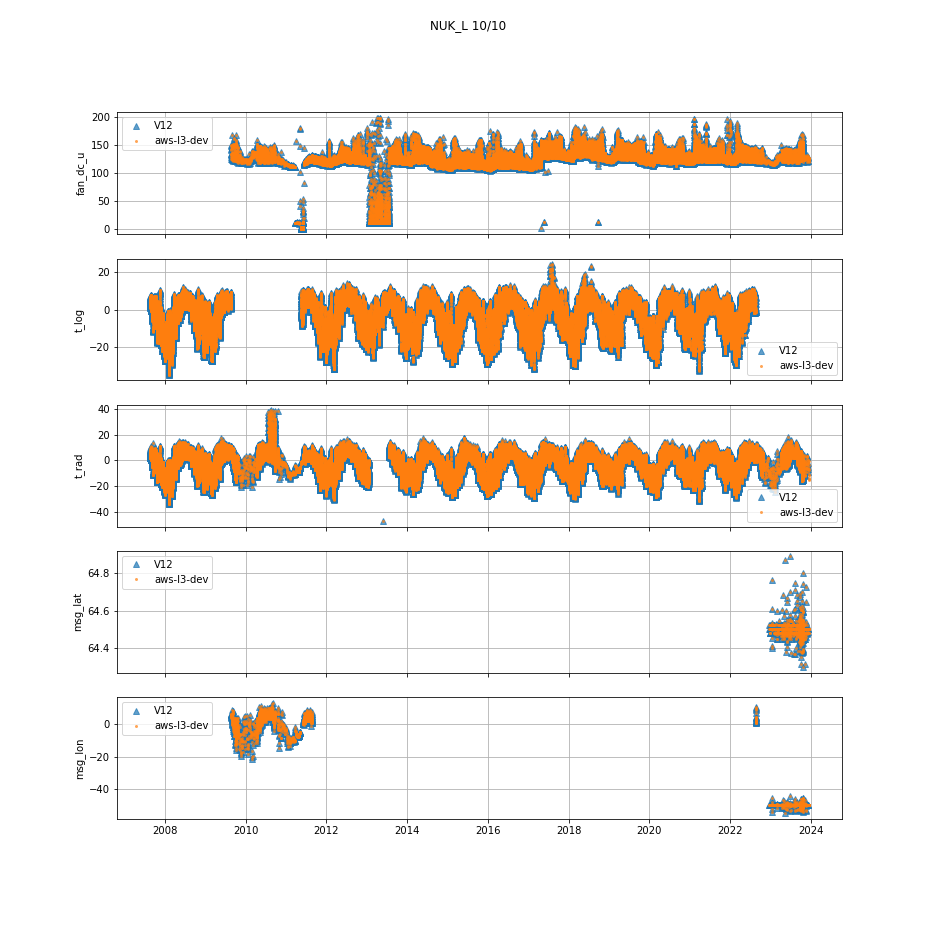 NUK_L 10/10
fan_dc_u
200
150
100
50
0
V12
aws-l3-dev
t_log
20
0
−20
V12
aws-l3-dev
t_rad
40
20
0
−20
−40
V12
aws-l3-dev
msg_lat
64.8
64.6
64.4
V12
aws-l3-dev
msg_lon
0
−20
−40
V12
aws-l3-dev
2008 2010 2012 2014 2016 2018 2020 2022 2024